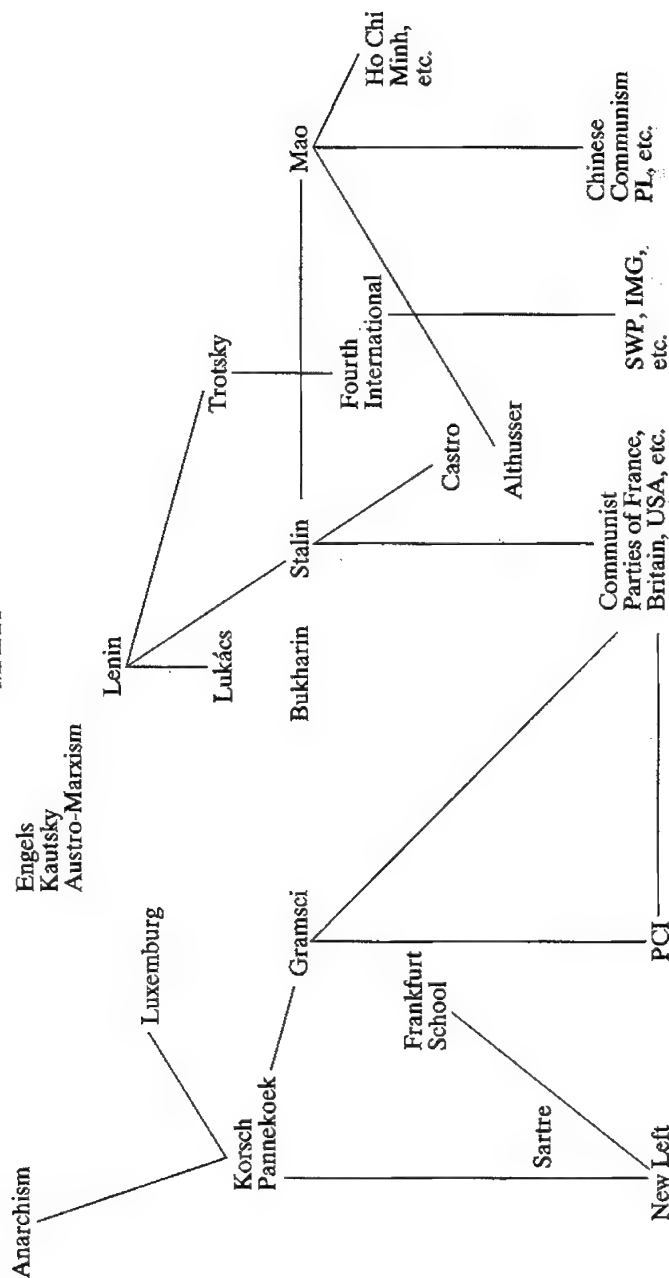 Anarchism
Engels
Kautsky
Austro-Marxism
Luxemburg
Lenin
Trotsky
Korsch
Pannekoek
Lukács
Gramsci
Bukharin
Stalin
Mao
Fourth
International
Ho Chi
Minh,
etc.
Frankfurt
School
Castro
Sartre
Althusser
New Left
PCI
Communist
Parties of France,
Britain, USA, etc.
SWP, IMG,
etc.
Chinese
Communism
PL, etc.